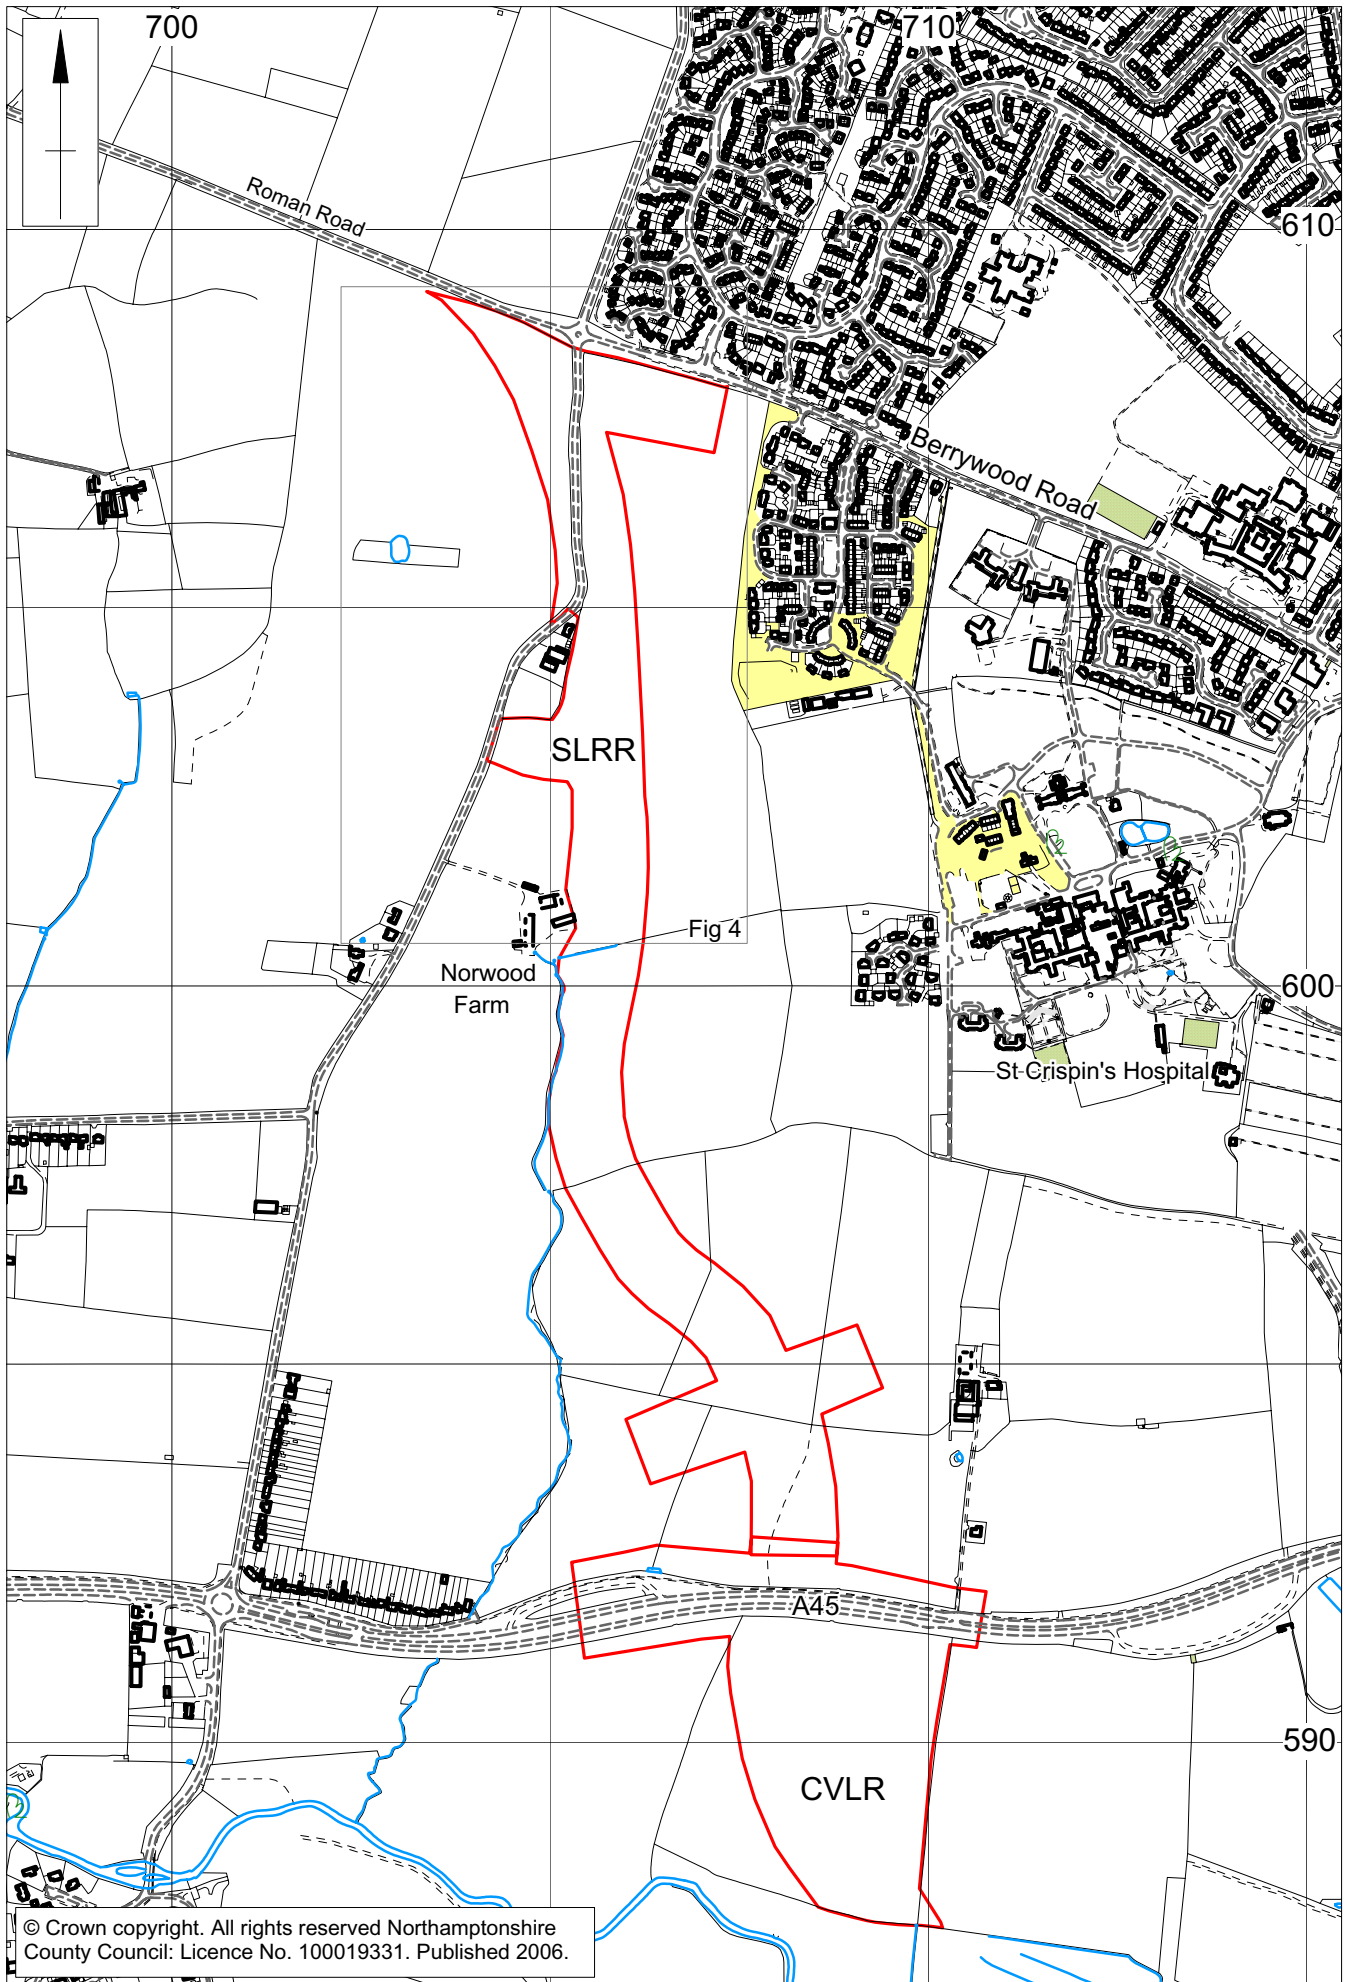 700
710
Roman Road
610
Berrywood Road
SLRR
Fig 4
Norwood
Farm
600
St Crispin's Hospital
A45
590
CVLR
© Crown copyright. All rights reserved Northamptonshire
County Council: Licence No. 100019331. Published 2006.